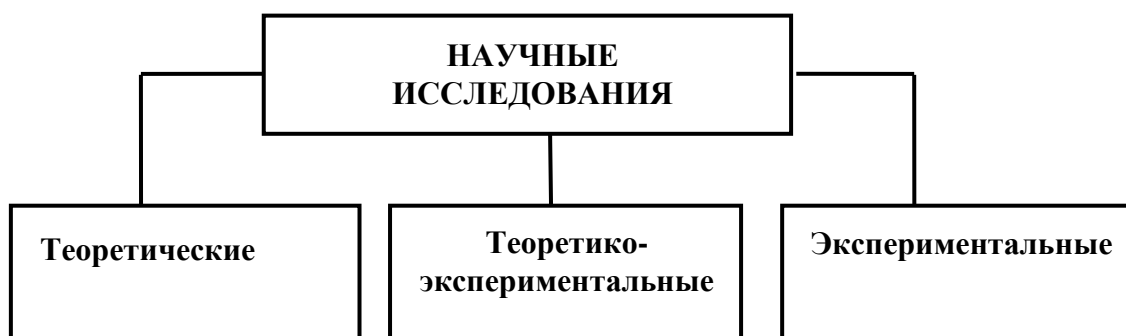 НАУЧНЫЕ
ИССЛЕДОВАНИЯ
Теоретические
Теоретико-
экспериментальные
Экспериментальные